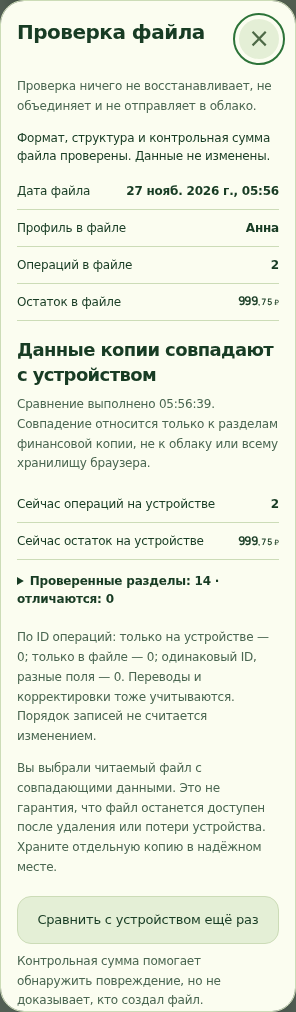 Проверка файла
Проверка ничего не восстанавливает, не
объединяет и не отправляет в облако.
Формат, структура и контрольная сумма
файла проверены. Данные не изменены.
Дата файла 27 нояб. 2026 г., 05:56
Профиль в файле Анна
Операций в файле 2
Остаток в файле 999,75 ₽
Данные копии совпадают
с устройством
Сравнение выполнено 05:56:39.
Совпадение относится только к разделам
финансовой копии, не к облаку или всему
хранилищу браузера.
Сейчас операций на устройстве 2
Сейчас остаток на устройстве 999,75 ₽
Проверенные разделы: 14 ·
отличаются: 0
По ID операций: только на устройстве —
0; только в файле — 0; одинаковый ID,
разные поля — 0. Переводы и
корректировки тоже учитываются.
Порядок записей не считается
изменением.
Вы выбрали читаемый файл с
совпадающими данными. Это не
гарантия, что файл останется доступен
после удаления или потери устройства.
Храните отдельную копию в надёжном
месте.
Сравнить с устройством ещё раз
Контрольная сумма помогает
обнаружить повреждение, но не
доказывает, кто создал файл.